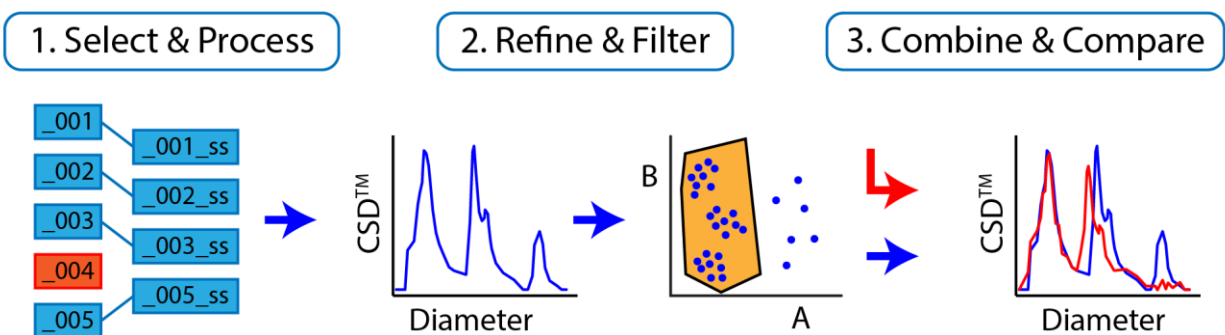 1. Select & Process
2. Refine & Filter
3. Combine & Compare
_001
_001_ss
_002
_002_ss
_003
_003_ss
_004
_005_ss
_005
CSD™
Diameter
B
A
CSD™
Diameter